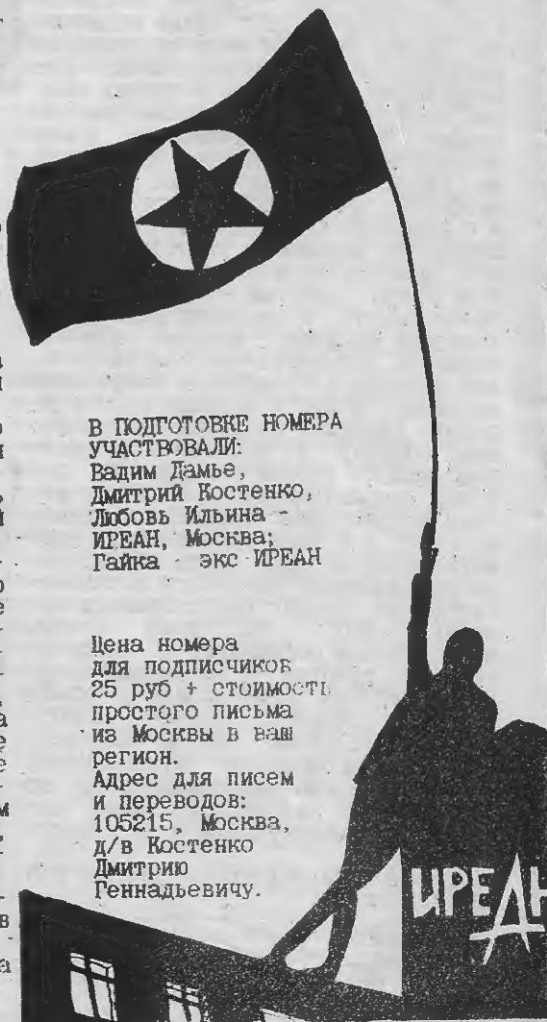 В ПОДГОТОВКЕ НОМЕРА
УЧАСТВОВАЛИ:
Вадим Дамье,
Дмитрий Костенко,
Любовь Ильина -
ИРЕАН, Москва;
Гайка - экс ИРЕАН
Цена номера
для подписчиков
25 руб + стоимость
простого письма
из Москвы в ваш
регион.
Адрес для писем
и переводов:
105215, Москва,
д/в Костенко
Дмитрию
Геннадьевичу.
ИРЕАН